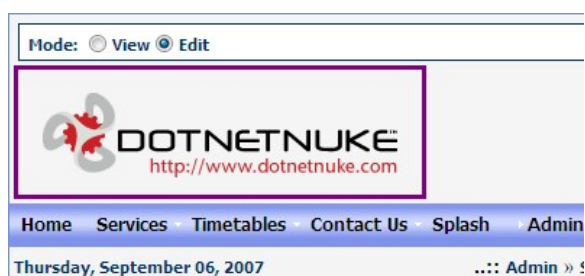 Mode: View Edit
DOTNETNUKE™
http://www.dotnetnuke.com
Home Services Timetables Contact Us Splash Admin
Thursday, September 06, 2007 ..:: Admin »